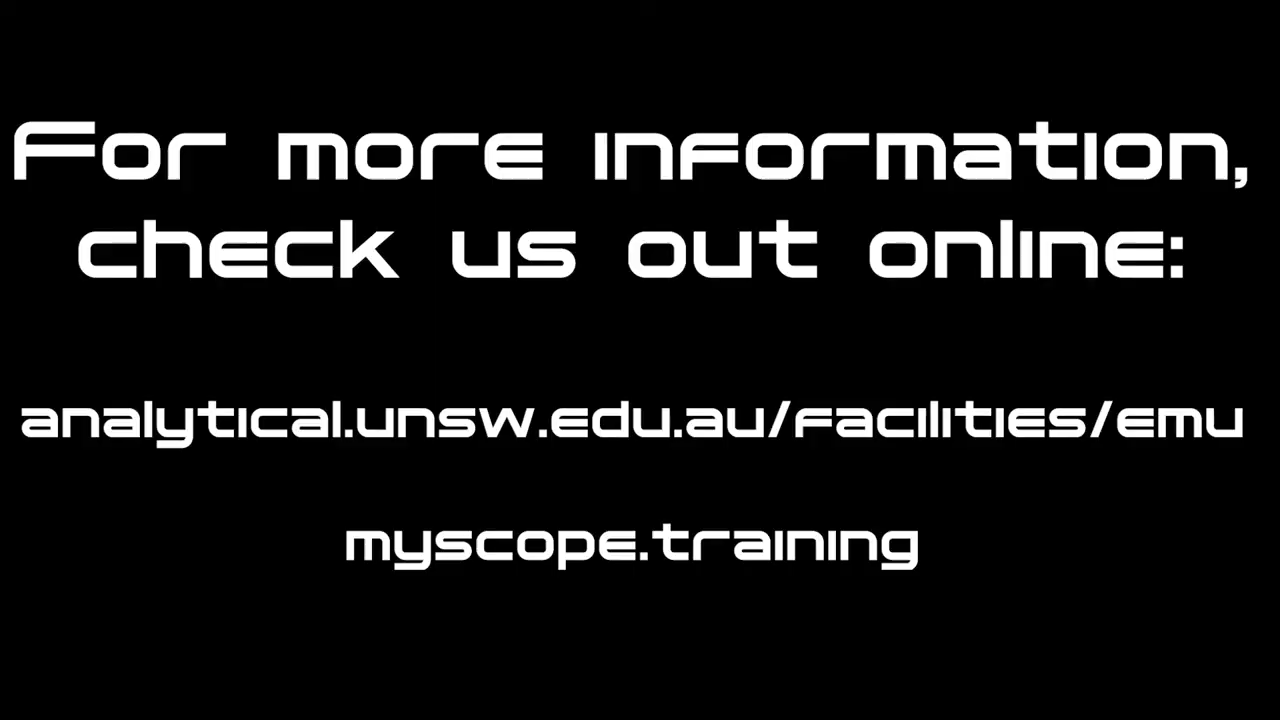 For more information,
check us out online:
analytical.unsw.edu.au/facilities/emu
myscope.training